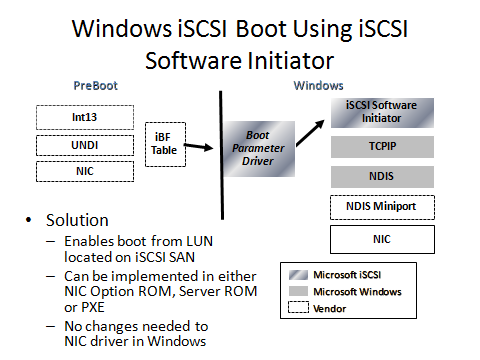 Windows iSCSI Boot Using iSCSI
Software Initiator
PreBoot
Windows
Int13
UNDI
NIC
iBF
Table
Boot
Parameter
Driver
iSCSI Software
Initiator
TCPIP
NDIS
NDIS Miniport
NIC
• Solution
– Enables boot from LUN
located on iSCSI SAN
– Can be implemented in either
NIC Option ROM, Server ROM
or PXE
– No changes needed to
NIC driver in Windows
Microsoft iSCSI
Microsoft Windows
Vendor